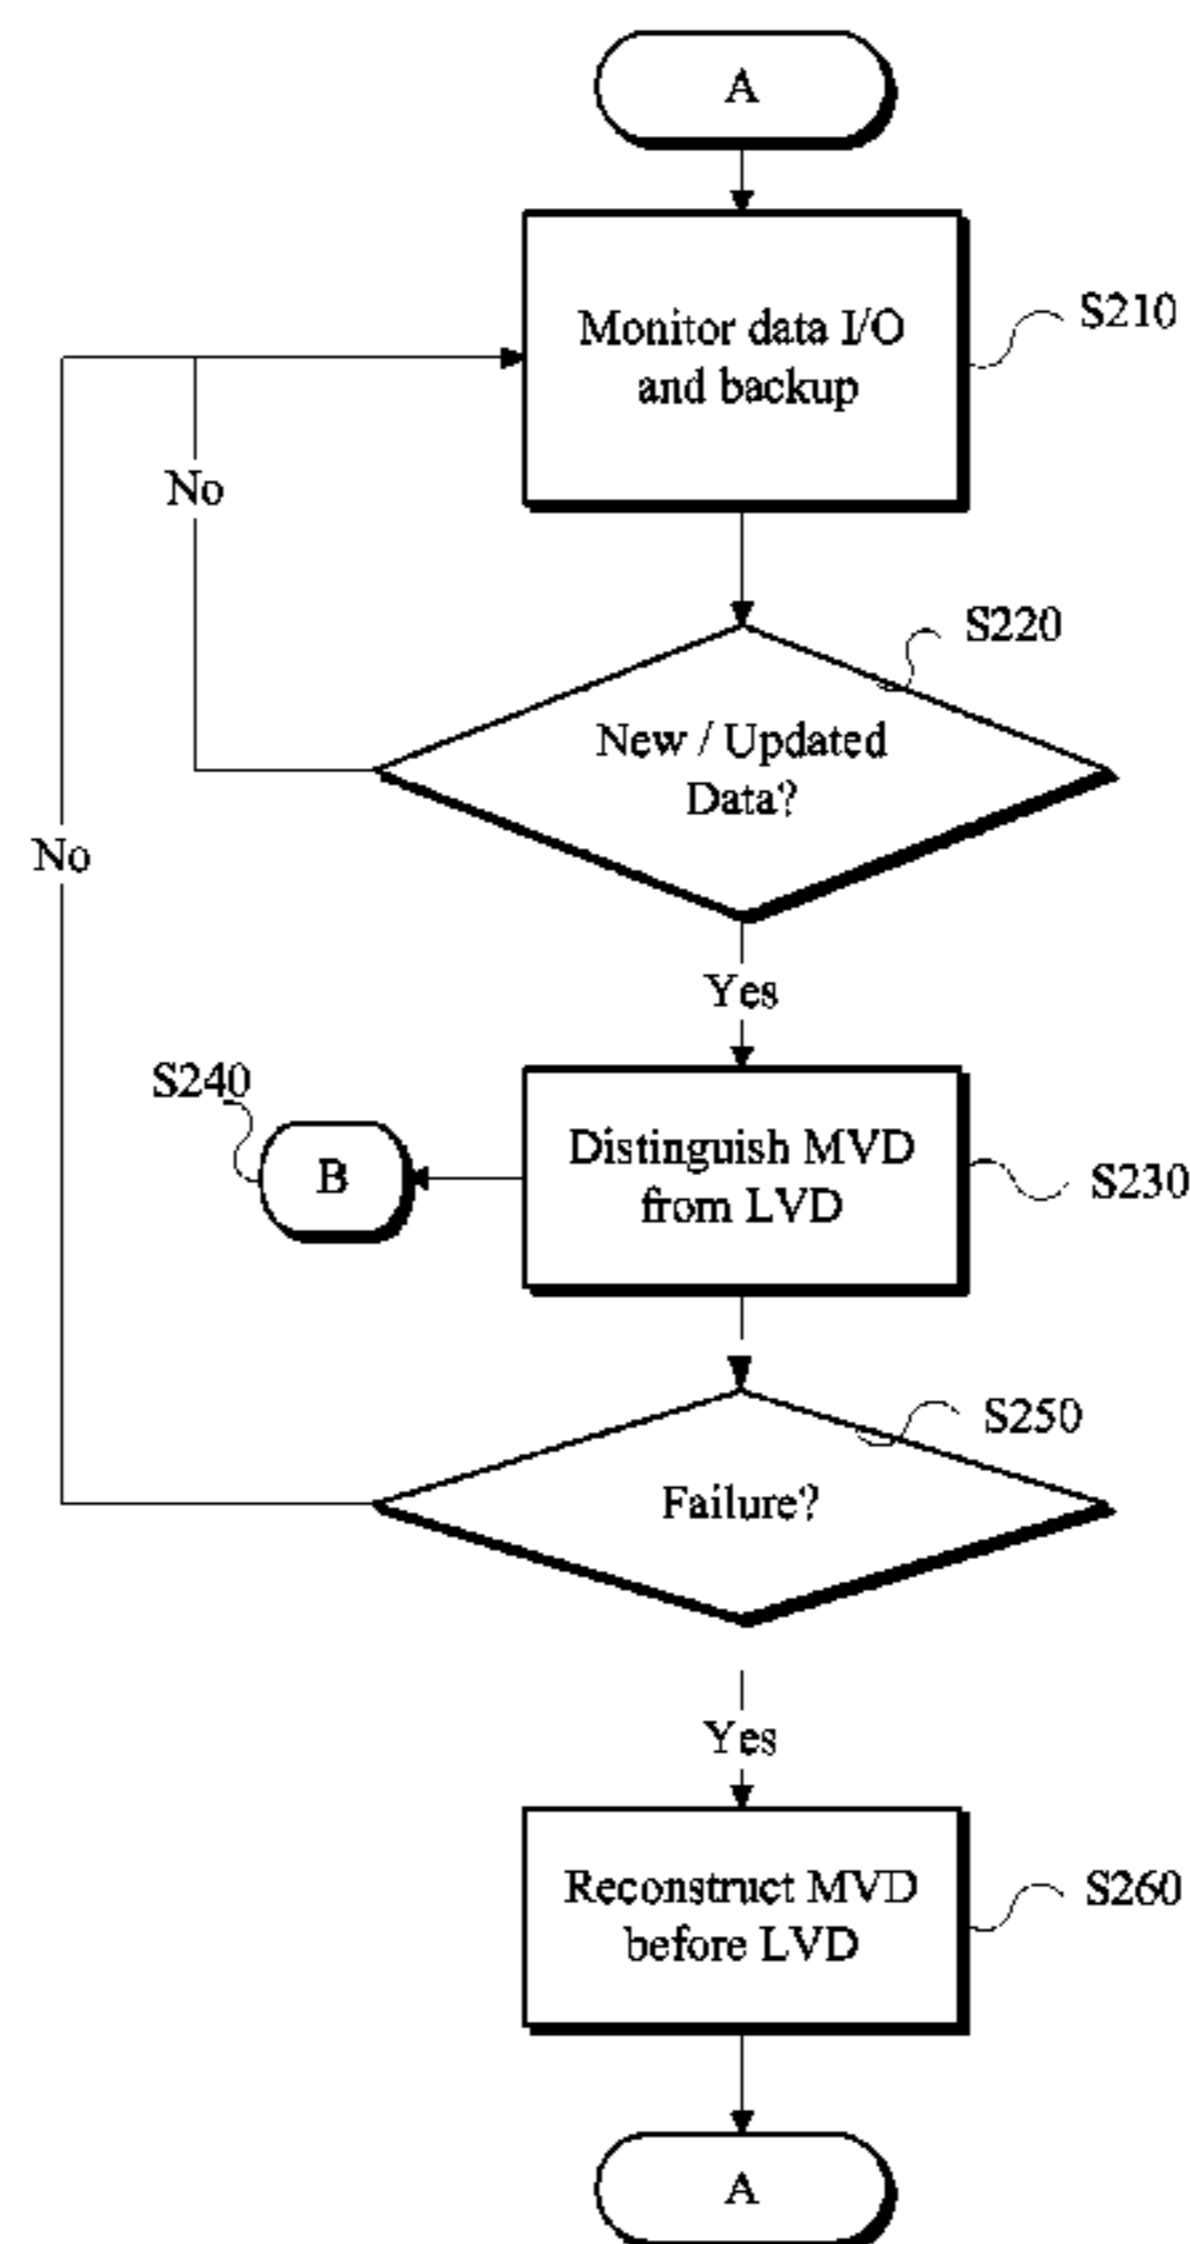 A
Monitor data I/O
and backup
S210
No
New / Updated
Data?
S220
No
Yes
S240
B
Distinguish MVD
from LVD
S230
Failure?
S250
Yes
Reconstruct MVD
before LVD
S260
A